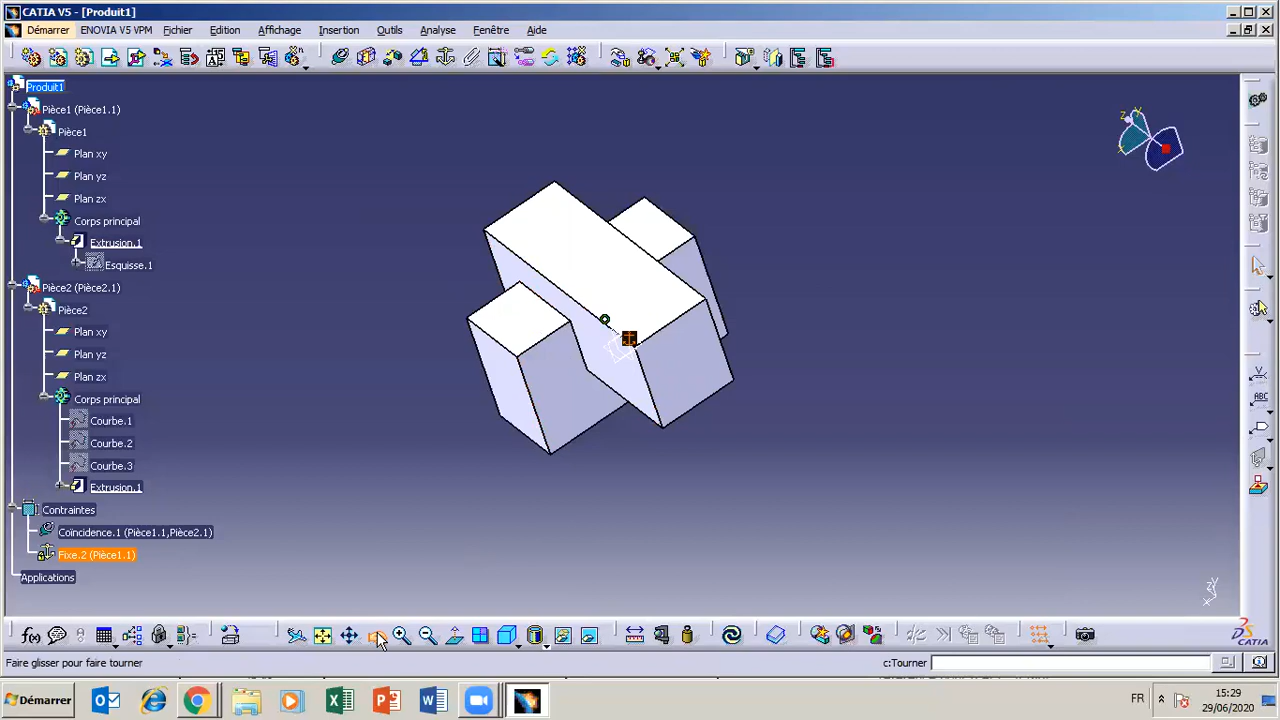 CATIA V5 - [Produit1]
Démarrer ENOVIA V5 VPM Fichier Edition Affichage Insertion Outils Analyse Fenêtre Aide
Produit1
Pièce1 (Pièce1.1)
Pièce1
Plan xy
Plan yz
Plan zx
Corps principal
Extrusion.1
Esquisse.1
Pièce2 (Pièce2.1)
Pièce2
Plan xy
Plan yz
Plan zx
Corps principal
Courbe.1
Courbe.2
Courbe.3
Extrusion.1
Contraintes
Coïncidence.1 (Pièce1.1,Pièce2.1)
Fixe.2 (Pièce1.1)
Applications
ABC
f(x)
CATIA
Faire glisser pour faire tourner
c:Tourner
Démarrer
FR
15:29
29/06/2020